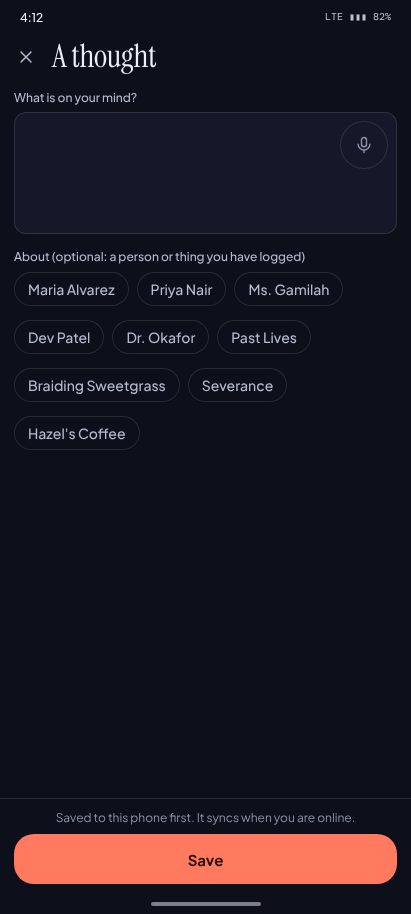 4:12
LTE 82%
A thought
What is on your mind?
About (optional: a person or thing you have logged)
Maria Alvarez Priya Nair Ms. Gamilah
Dev Patel Dr. Okafor Past Lives
Braiding Sweetgrass Severance
Hazel's Coffee
Saved to this phone first. It syncs when you are online.
Save